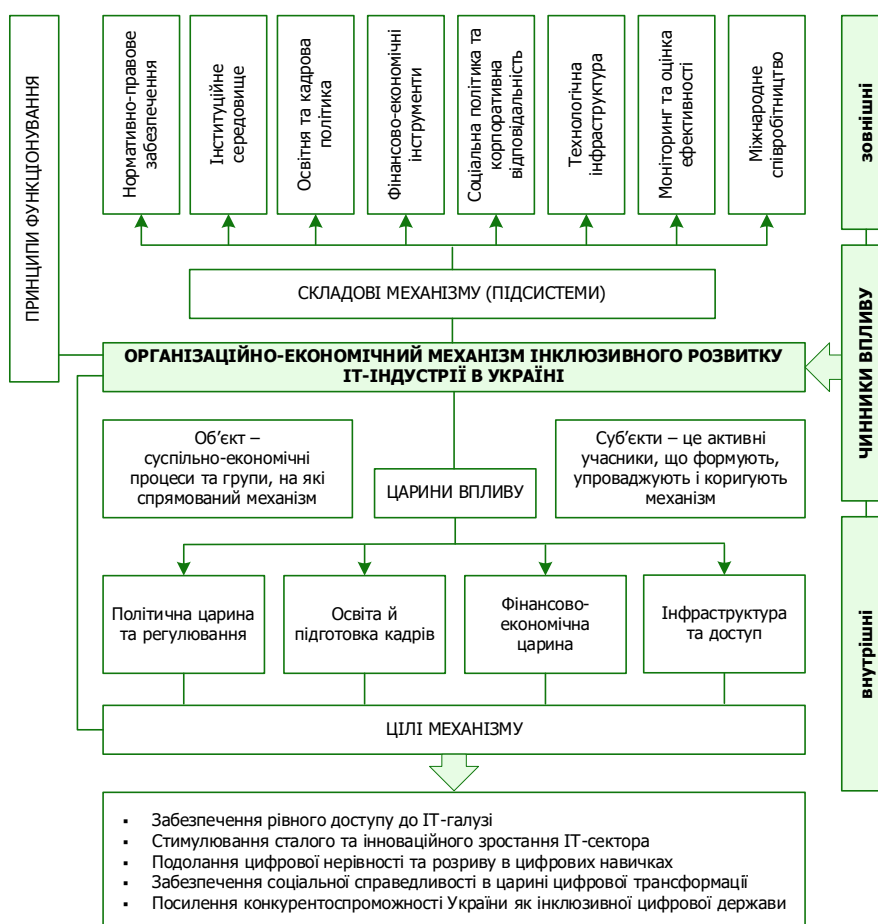 ПРИНЦИПИ ФУНКЦІОНУВАННЯ
Нормативно-правове
забезпечення
Інституційне
середовище
Освітня та кадрова
політика
Фінансово-економічні
інструменти
Соціальна політика та
корпоративна
відповідальність
Технологічна
інфраструктура
Моніторинг та оцінка
ефективності
Міжнародне
співробітництво
зовнішні
СКЛАДОВІ МЕХАНІЗМУ (ПІДСИСТЕМИ)
ЧИННИКИ ВПЛИВУ
ОРГАНІЗАЦІЙНО-ЕКОНОМІЧНИЙ МЕХАНІЗМ ІНКЛЮЗИВНОГО РОЗВИТКУ
ІТ-ІНДУСТРІЇ В УКРАЇНІ
Об’єкт –
суспільно-економічні
процеси та групи, на які
спрямований механізм
ЦАРИНИ ВПЛИВУ
Суб’єкти – це активні
учасники, що формують,
упроваджують і коригують
механізм
внутрішні
Політична царина
та регулювання
Освіта й
підготовка кадрів
Фінансово-
економічна
царина
Інфраструктура
та доступ
ЦІЛІ МЕХАНІЗМУ
▪ Забезпечення рівного доступу до ІТ-галузі
▪ Стимулювання сталого та інноваційного зростання ІТ-сектора
▪ Подолання цифрової нерівності та розриву в цифрових навичках
▪ Забезпечення соціальної справедливості в царині цифрової трансформації
▪ Посилення конкурентоспроможності України як інклюзивної цифрової держави